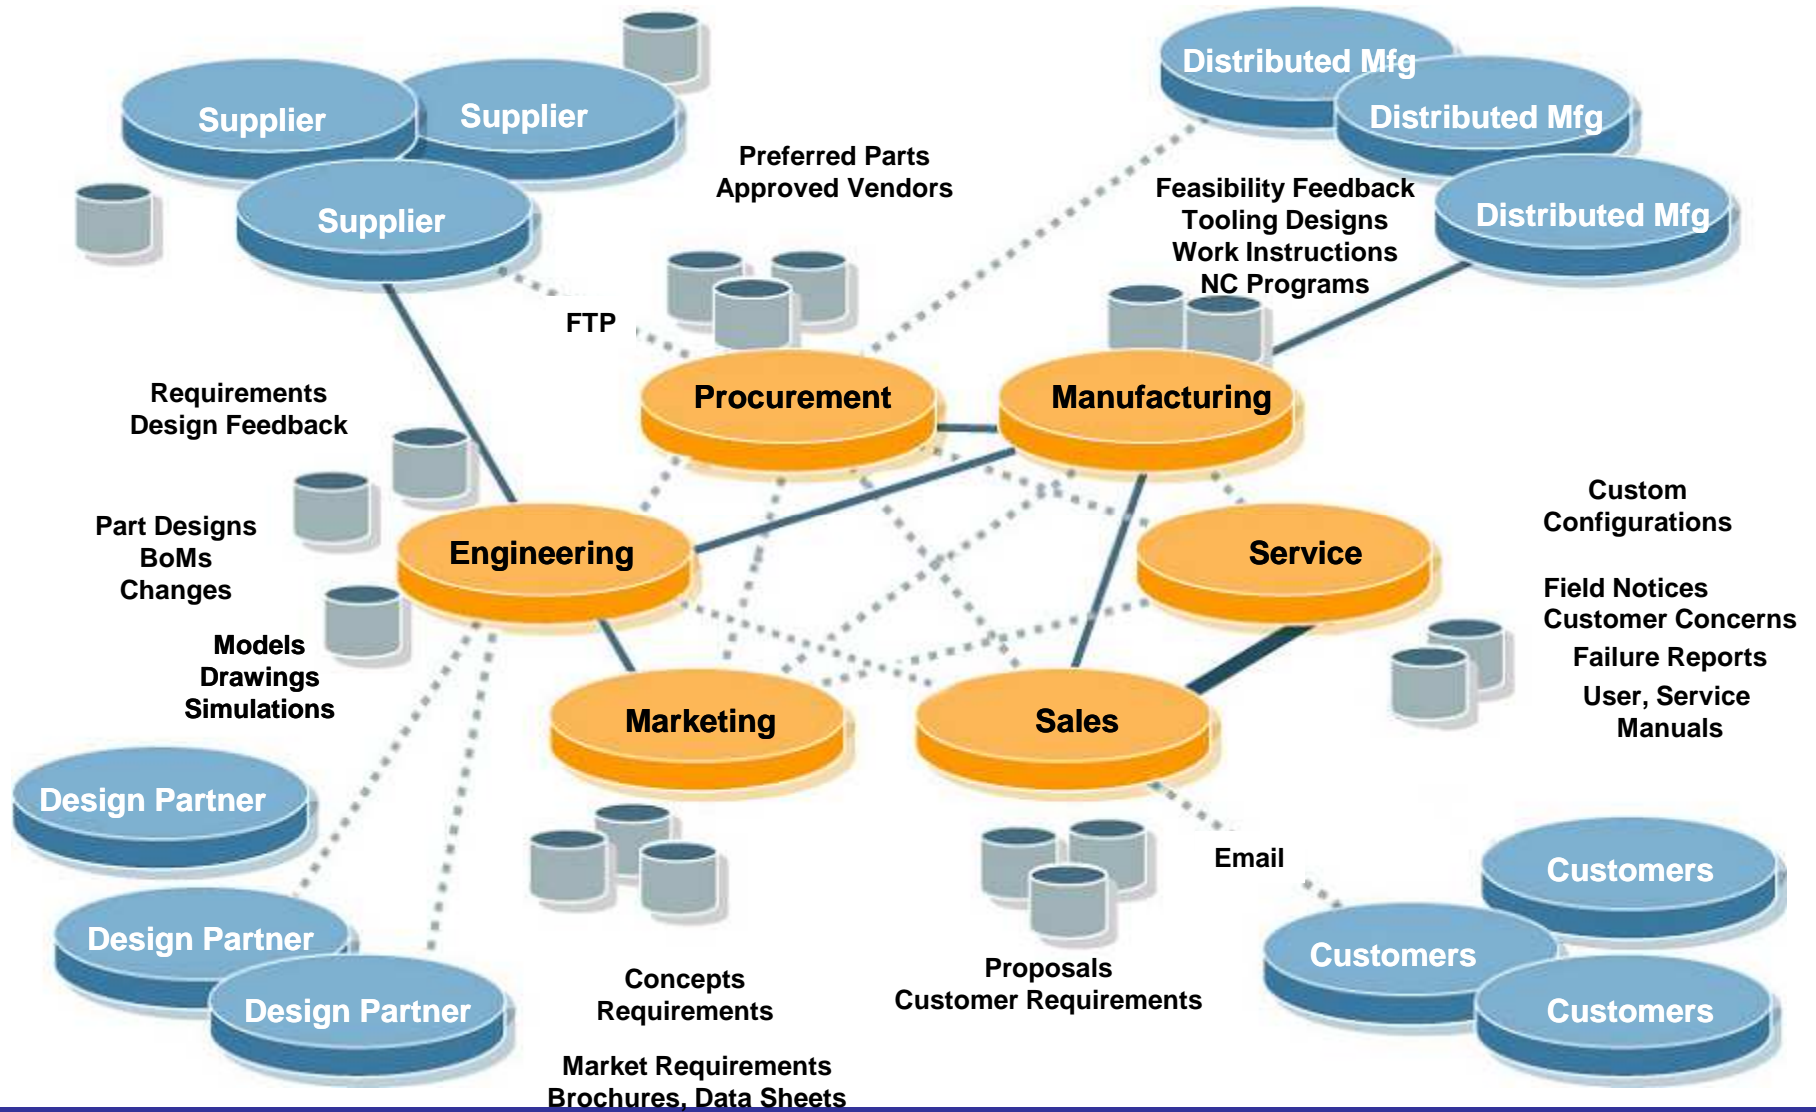 Distributed Mfg
Supplier
Supplier
Distributed Mfg
Preferred Parts
Approved Vendors
Supplier
Feasibility Feedback
Tooling Designs
Work Instructions
NC Programs
Distributed Mfg
FTP
Requirements
Design Feedback
Procurement
Manufacturing
Part Designs
BoMs
Changes
Engineering
Service
Custom
Configurations
Field Notices
Customer Concerns
Failure Reports
User, Service
Manuals
Models
Drawings
Simulations
Marketing
Sales
Design Partner
Email
Customers
Design Partner
Customers
Design Partner
Customers
Concepts
Requirements
Proposals
Customer Requirements
Market Requirements
Brochures, Data Sheets